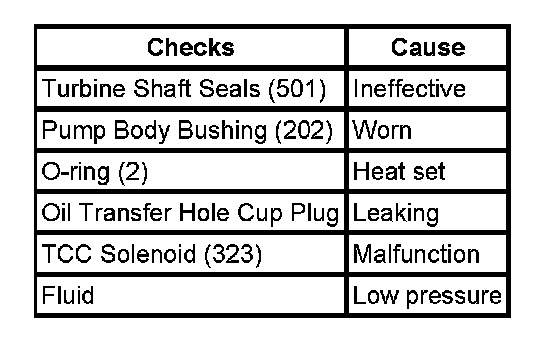 Checks Cause
Turbine Shaft Seals (501) Ineffective
Pump Body Bushing (202) Worn
O-ring (2) Heat set
Oil Transfer Hole Cup Plug Leaking
TCC Solenoid (323) Malfunction
Fluid Low pressure